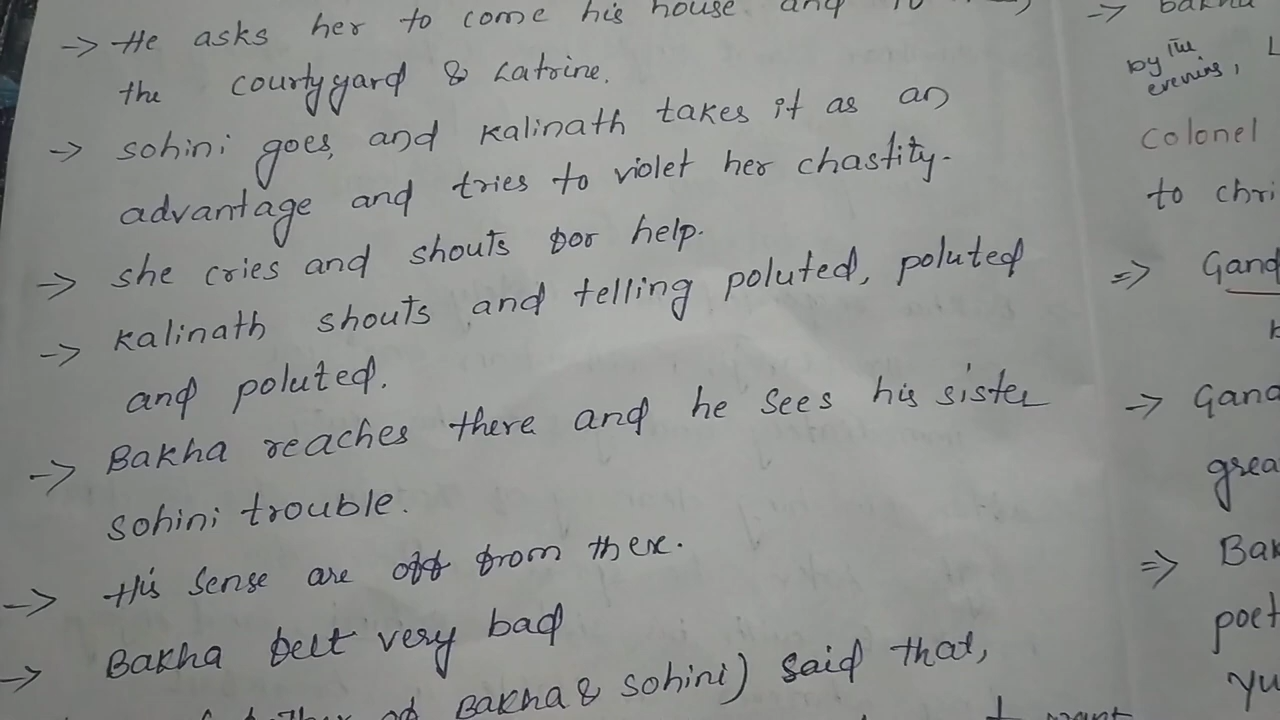 -> He asks her to come his house and
the courtyyard & Latrine.
-> sohini goes, and Kalinath takes it as an
advantage and tries to violet her chastity.
-> she cries and shouts for help.
-> Kalinath shouts and telling poluted, poluted
and poluted.
-> Bakha reaches there and he sees his sister
sohini trouble.
-> His sense are off from there.
-> Bakha felt very bad
of Bakha & sohini) said that,
I want
-> bakha
by the
evening,
colonel
to chri
=> Gand
-> Gand
grea
=> Bak
poet
yu